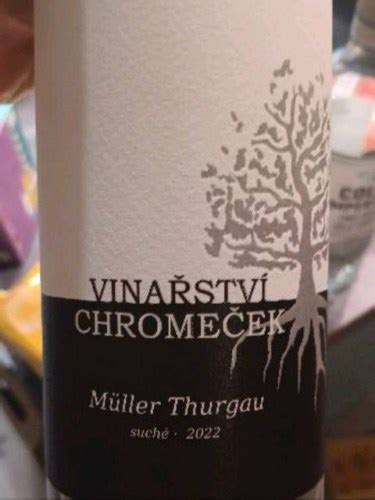 VINAŘSTVÍ
CHROMEČEK
Müller Thurgau
suché · 2022